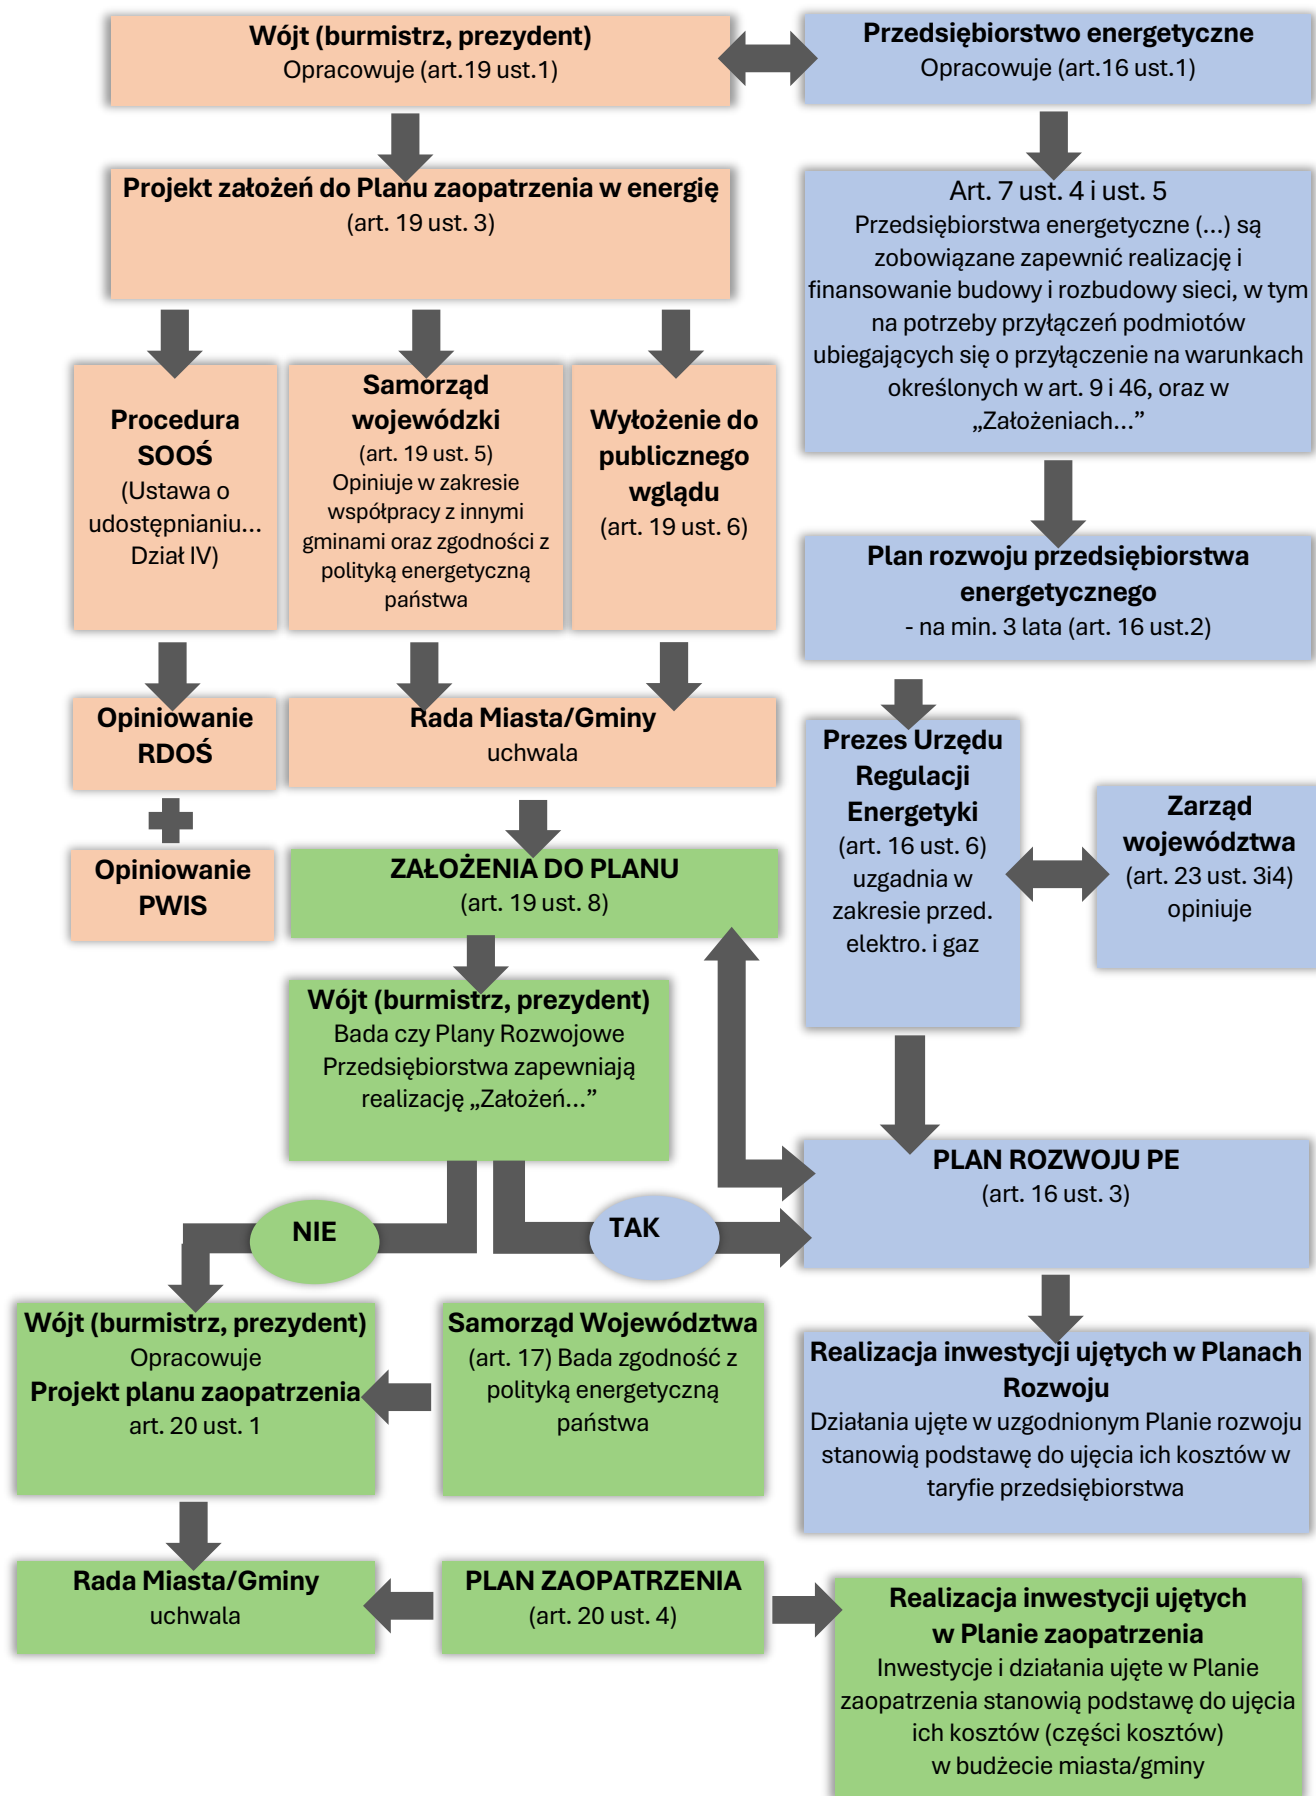 Wójt (burmistrz, prezydent)
Opracowuje (art.19 ust.1)
Przedsiębiorstwo energetyczne
Opracowuje (art.16 ust.1)
Projekt założeń do Planu zaopatrzenia w energię
(art. 19 ust. 3)
Art. 7 ust. 4 i ust. 5
Przedsiębiorstwa energetyczne (...) są
zobowiązane zapewnić realizację i
finansowanie budowy i rozbudowy sieci, w tym
na potrzeby przyłączeń podmiotów
ubiegających się o przyłączenie na warunkach
określonych w art. 9 i 46, oraz w
„Założeniach...”
Procedura
SOOŚ
(Ustawa o
udostępnianiu...
Dział IV)
Samorząd
wojewódzki
(art. 19 ust. 5)
Opiniuje w zakresie
współpracy z innymi
gminami oraz zgodności z
polityką energetyczną
państwa
Wyłożenie do
publicznego
wglądu
(art. 19 ust. 6)
Plan rozwoju przedsiębiorstwa
energetycznego
- na min. 3 lata (art. 16 ust.2)
Opiniowanie
RDOŚ
Rada Miasta/Gminy
uchwala
Prezes Urzędu
Regulacji
Energetyki
(art. 16 ust. 6)
uzgadnia w
zakresie przed.
elektro. i gaz
Zarząd
województwa
(art. 23 ust. 3i4)
opiniuje
Opiniowanie
PWIS
ZAŁOŻENIA DO PLANU
(art. 19 ust. 8)
Wójt (burmistrz, prezydent)
Bada czy Plany Rozwojowe
Przedsiębiorstwa zapewniają
realizację „Założeń...”
PLAN ROZWOJU PE
(art. 16 ust. 3)
NIE
TAK
Wójt (burmistrz, prezydent)
Opracowuje
Projekt planu zaopatrzenia
art. 20 ust. 1
Samorząd Województwa
(art. 17) Bada zgodność z
polityką energetyczną
państwa
Realizacja inwestycji ujętych w Planach
Rozwoju
Działania ujęte w uzgodnionym Planie rozwoju
stanowią podstawę do ujęcia ich kosztów w
taryfie przedsiębiorstwa
Rada Miasta/Gminy
uchwala
PLAN ZAOPATRZENIA
(art. 20 ust. 4)
Realizacja inwestycji ujętych
w Planie zaopatrzenia
Inwestycje i działania ujęte w Planie
zaopatrzenia stanowią podstawę do ujęcia
ich kosztów (części kosztów)
w budżecie miasta/gminy